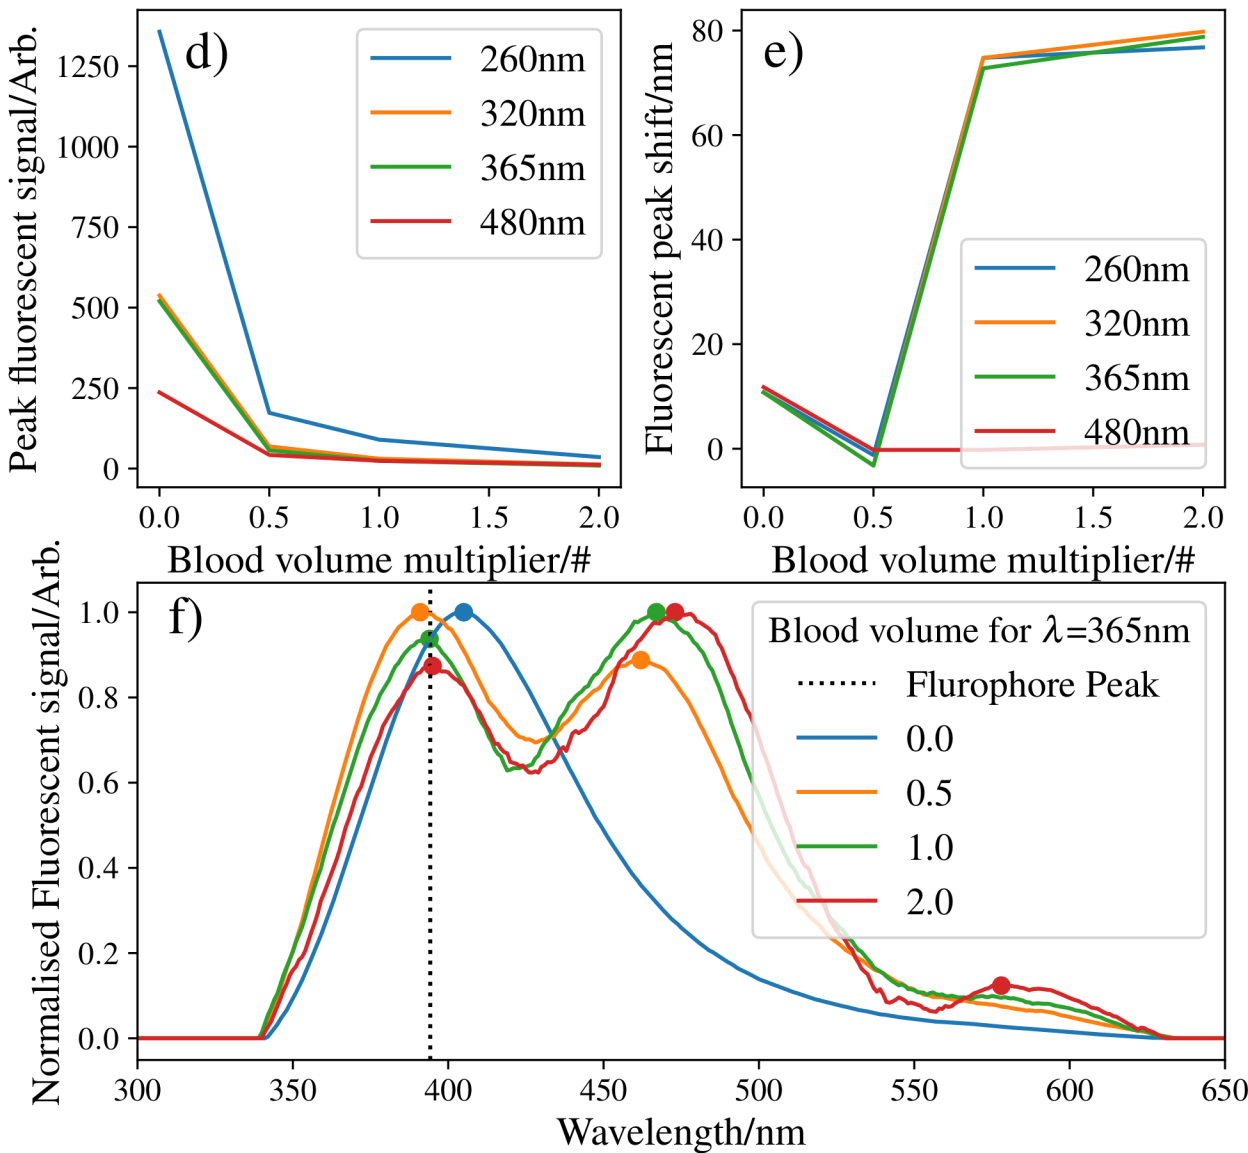 d)
Peak fluorescent signal/Arb.
1250
1000
750
500
250
0
0.0 0.5 1.0 1.5 2.0
Blood volume multiplier/#
260nm
320nm
365nm
480nm
e)
Fluorescent peak shift/nm
80
60
40
20
0
0.0 0.5 1.0 1.5 2.0
Blood volume multiplier/#
260nm
320nm
365nm
480nm
f)
Normalised Fluorescent signal/Arb.
1.0
0.8
0.6
0.4
0.2
0.0
300 350 400 450 500 550 600 650
Wavelength/nm
Blood volume for λ=365nm
Flurophore Peak
0.0
0.5
1.0
2.0